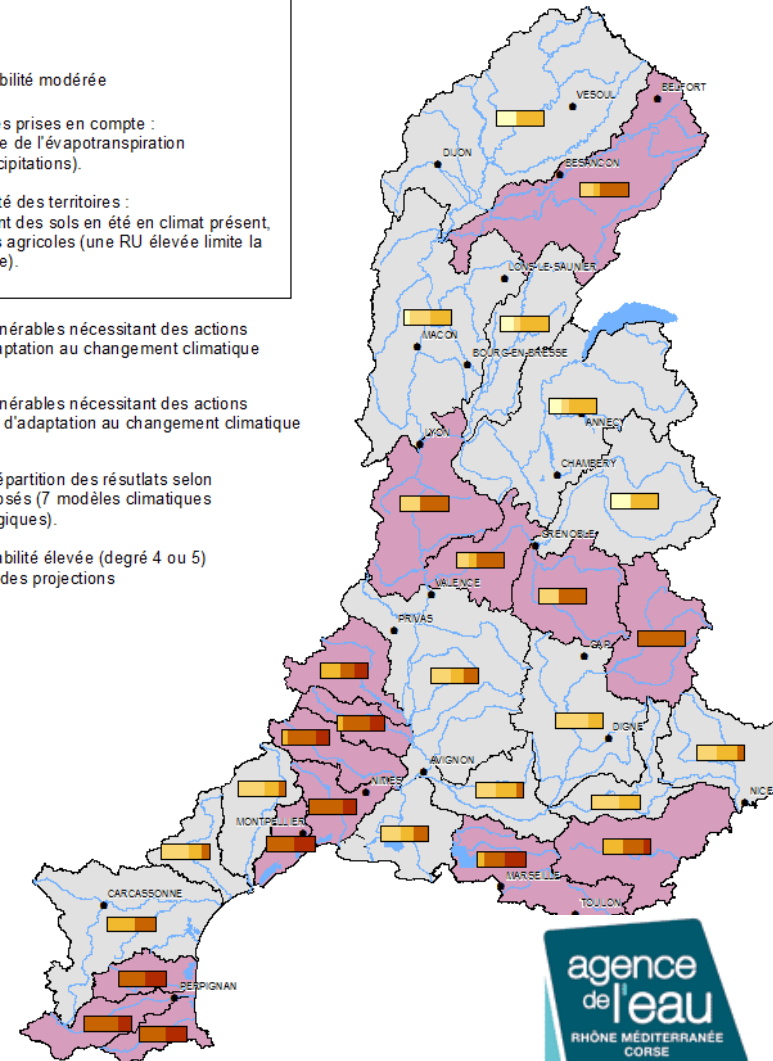 bilité modérée
es prises en compte :
e de l'évapotranspiration
cipitations).
té des territoires :
nt des sols en été en climat présent,
s agricoles (une RU élevée limite la
e).
nérables nécessitant des actions
aptation au changement climatique
nérables nécessitant des actions
d'adaptation au changement climatique
épartition des résutlats selon
osés (7 modèles climatiques
giques).
abilité élevée (degré 4 ou 5)
des projections
BELFORT
VESOUL
DIJON
BESANCON
LONS-LE-SAUNIER
MACON
BOURG-EN-BRESSE
ANNECY
LYON
CHAMBERY
GRENOBLE
VALENCE
PRIVAS
GAP
DIGNE
AVIGNON
NICE
NIMES
MONTPELLIER
MARSEILLE
CARCASSONNE
TOULON
PERPIGNAN
agence
de l'eau
RHÔNE MÉDITERRANÉE
CORSE